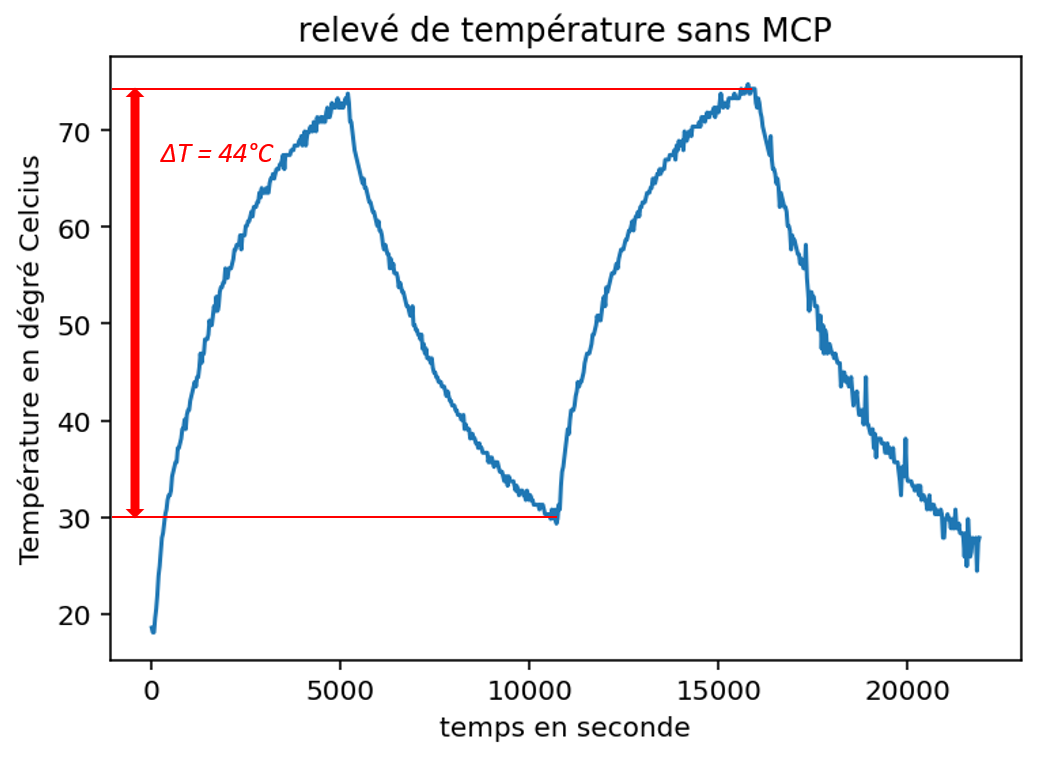 relevé de température sans MCP
ΔT = 44°C
Température en dégré Celcius
70
60
50
40
30
20
0 5000 10000 15000 20000
temps en seconde